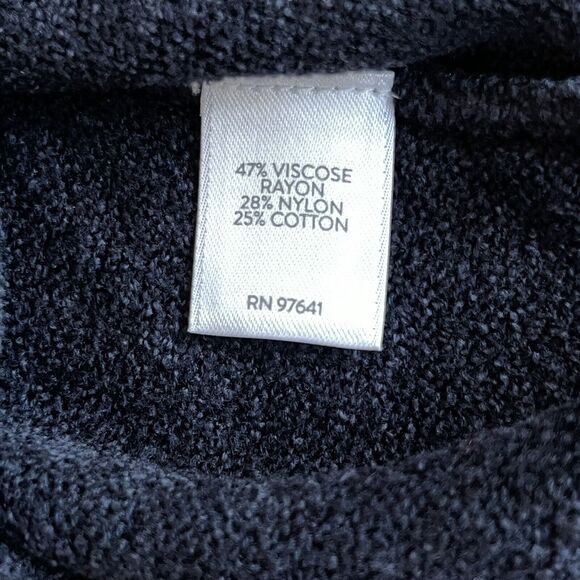 47% VISCOSE
RAYON
28% NYLON
25% COTTON
RN 97641